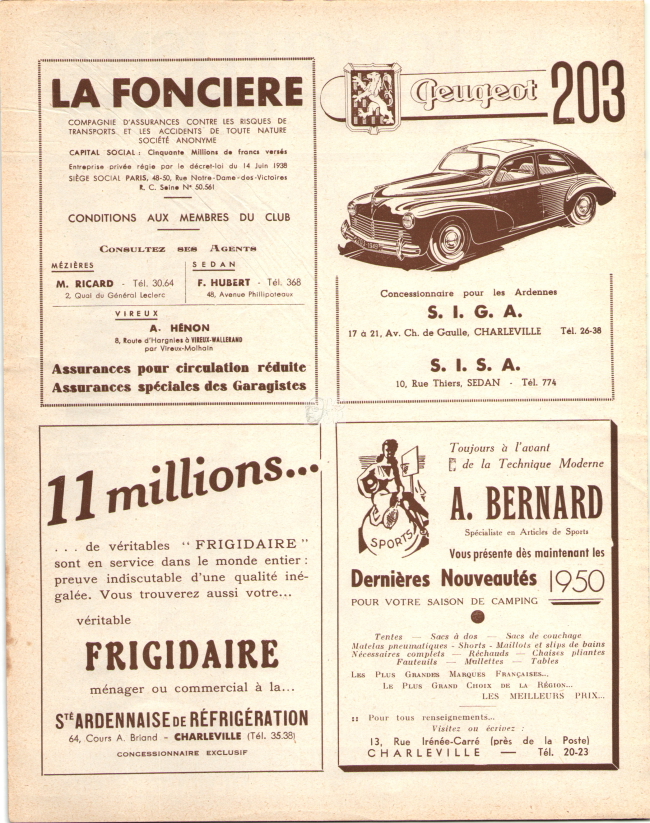 LA FONCIERE
COMPAGNIE D'ASSURANCES CONTRE LES RISQUES DE
TRANSPORTS ET LES ACCIDENTS DE TOUTE NATURE
SOCIÉTÉ ANONYME
CAPITAL SOCIAL : Cinquante Millions de francs versés
Entreprise privée régie par le décret-loi du 14 Juin 1938
SIÈGE SOCIAL PARIS, 48-50, Rue Notre-Dame-des-Victoires
R. C. Seine N° 50.561
CONDITIONS AUX MEMBRES DU CLUB
CONSULTEZ SES AGENTS
MÉZIÈRES
M. RICARD - Tél. 30.64
2, Quai du Général Leclerc
SEDAN
F. HUBERT - Tél. 368
48, Avenue Philippoteaux
VIREUX
A. HÉNON
8, Route d'Hargnies à VIREUX-WALLERAND
par Vireux-Molhain
Assurances pour circulation réduite
Assurances spéciales des Garagistes
Peugeot 203
Concessionnaire pour les Ardennes
S. I. G. A.
17 à 21, Av. Ch. de Gaulle, CHARLEVILLE Tél. 26-38
S. I. S. A.
10, Rue Thiers, SEDAN - Tél. 774
11 millions...
... de véritables "FRIGIDAIRE"
sont en service dans le monde entier :
preuve indiscutable d'une qualité iné-
galée. Vous trouverez aussi votre...
véritable
FRIGIDAIRE
ménager ou commercial à la...
STÉ ARDENNAISE DE RÉFRIGÉRATION
64, Cours A. Briand - CHARLEVILLE (Tél. 35.38)
CONCESSIONNAIRE EXCLUSIF
SPORTS
Toujours à l'avant
de la Technique Moderne
A. BERNARD
Spécialiste en Articles de Sports
Vous présente dès maintenant les
Dernières Nouveautés 1950
POUR VOTRE SAISON DE CAMPING
Tentes — Sacs à dos — Sacs de couchage
Matelas pneumatiques - Shorts - Maillots et slips de bains
Nécessaires complets — Réchauds — Chaises pliantes
Fauteuils — Mallettes — Tables
LES PLUS GRANDES MARQUES FRANÇAISES...
LE PLUS GRAND CHOIX DE LA RÉGION...
LES MEILLEURS PRIX...
:: Pour tous renseignements...
Visitez ou écrivez :
13, Rue Irénée-Carré (près de la Poste)
CHARLEVILLE — Tél. 20-23